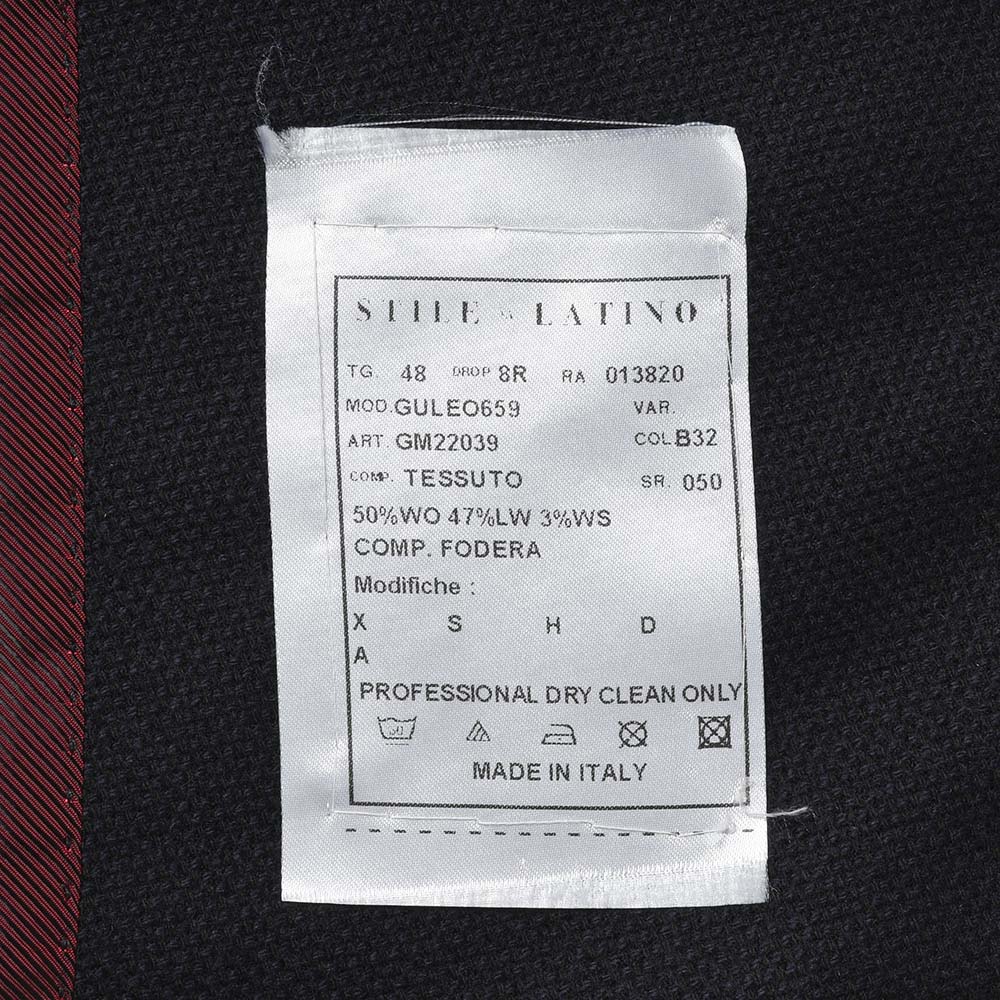 STILE LATINO
TG. 48 DROP 8R RA 013820
MOD.GULEO659 VAR.
ART. GM22039 COL.B32
COMP. TESSUTO SR. 050
50%WO 47%LW 3%WS
COMP. FODERA
Modifiche :
X S H D
A
PROFESSIONAL DRY CLEAN ONLY
MADE IN ITALY